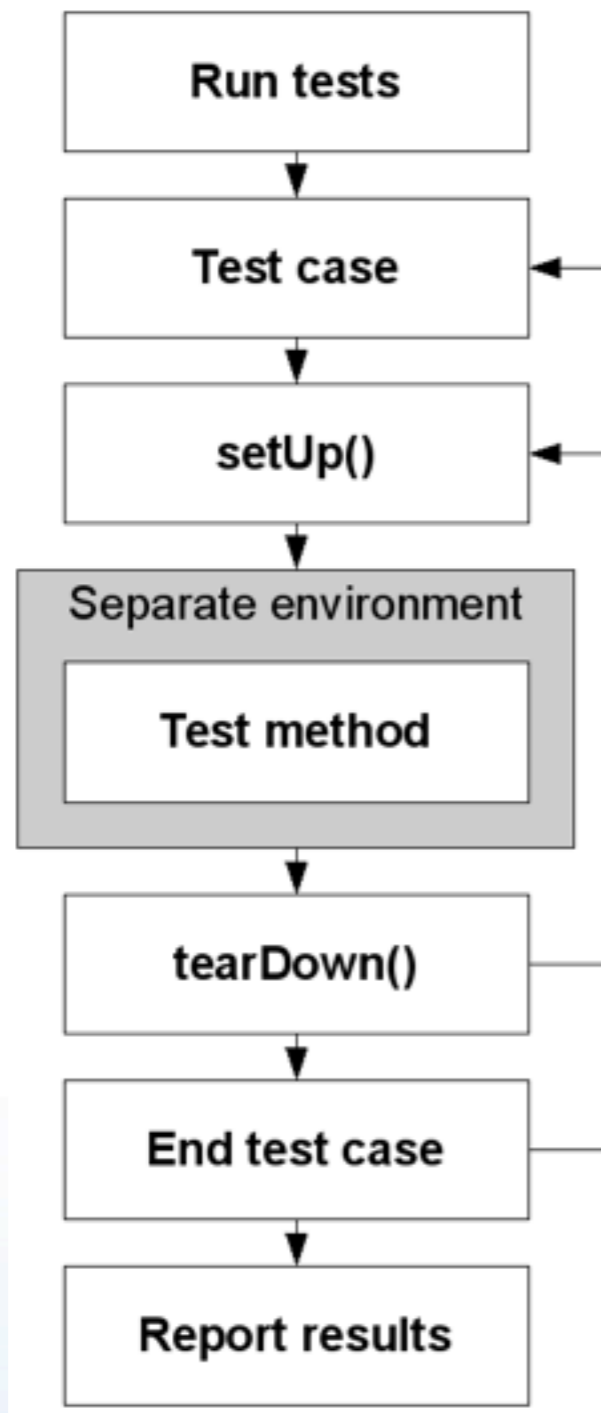 Run tests
Test case
setUp()
Separate environment
Test method
tearDown()
End test case
Report results